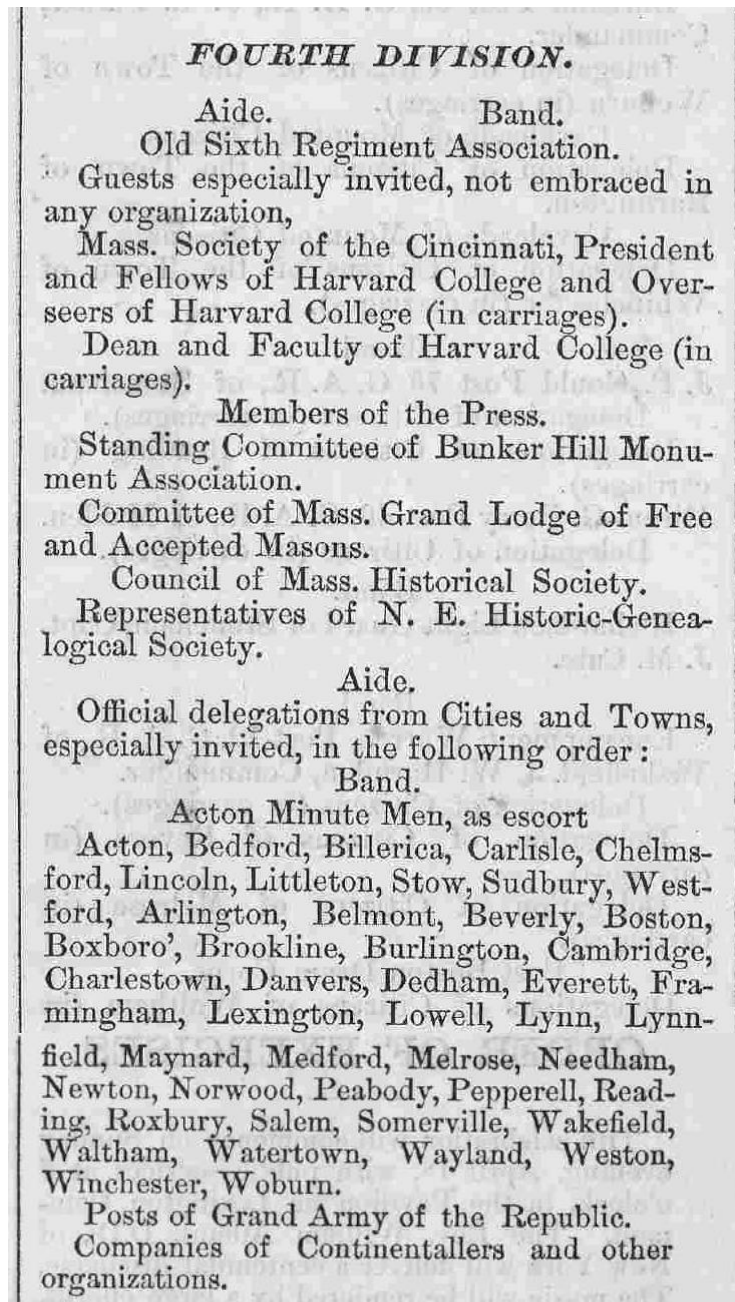 FOURTH DIVISION.
Aide. Band.
Old Sixth Regiment Association.
Guests especially invited, not embraced in
any organization,
Mass. Society of the Cincinnati, President
and Fellows of Harvard College and Over-
seers of Harvard College (in carriages).
Dean and Faculty of Harvard College (in
carriages).
Members of the Press.
Standing Committee of Bunker Hill Monu-
ment Association.
Committee of Mass. Grand Lodge of Free
and Accepted Masons.
Council of Mass. Historical Society.
Representatives of N. E. Historic-Genea-
logical Society.
Aide.
Official delegations from Cities and Towns,
especially invited, in the following order :
Band.
Acton Minute Men, as escort
Acton, Bedford, Billerica, Carlisle, Chelms-
ford, Lincoln, Littleton, Stow, Sudbury, West-
ford, Arlington, Belmont, Beverly, Boston,
Boxboro', Brookline, Burlington, Cambridge,
Charlestown, Danvers, Dedham, Everett, Fra-
mingham, Lexington, Lowell, Lynn, Lynn-
field, Maynard, Medford, Melrose, Needham,
Newton, Norwood, Peabody, Pepperell, Read-
ing, Roxbury, Salem, Somerville, Wakefield,
Waltham, Watertown, Wayland, Weston,
Winchester, Woburn.
Posts of Grand Army of the Republic.
Companies of Continentallers and other
organizations.